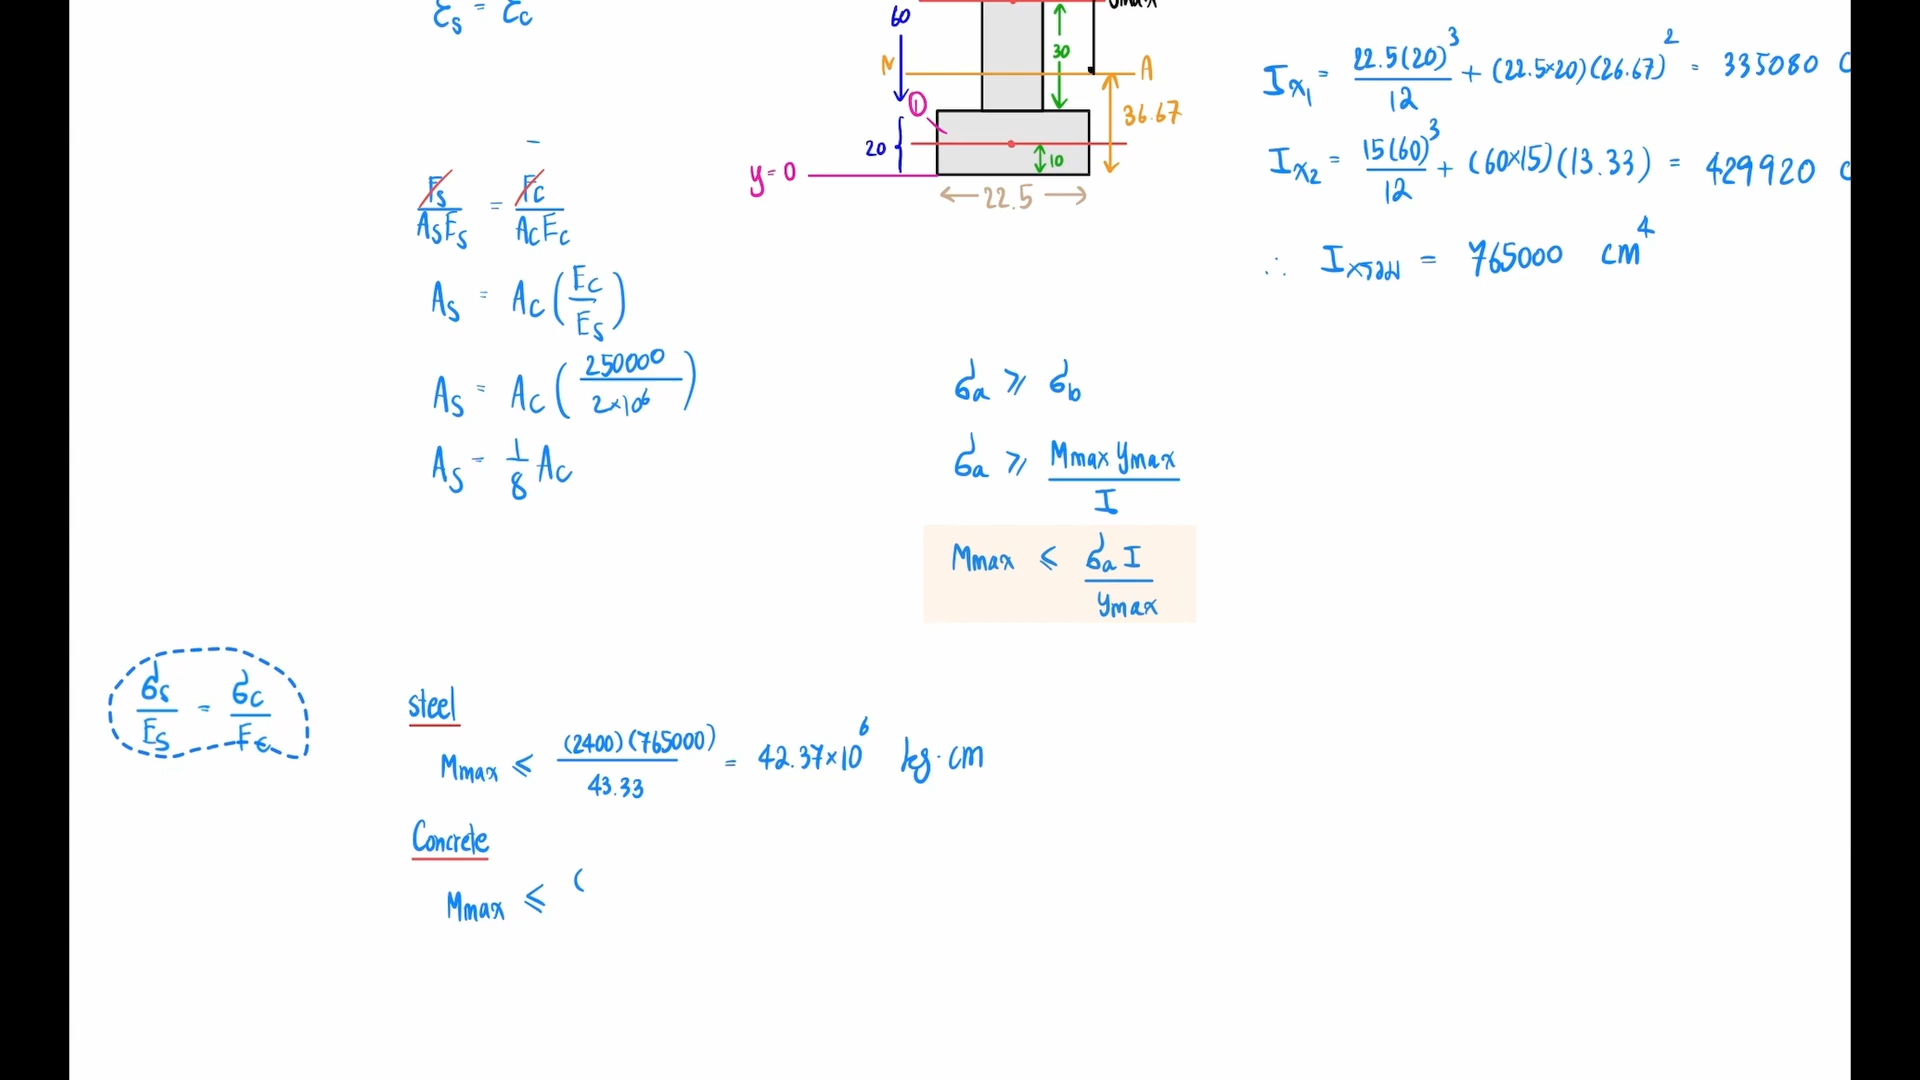 εs = εc
Fs/AsEs = Fc/AcEc
As = Ac(Ec/Es)
As = Ac(250000/2×10⁶)
As = 1/8 Ac
60
N
A
30
①
20
10
36.67
y=0
22.5
Ix₁ = 22.5(20)³/12 + (22.5×20)(26.67)² = 335080 c
Ix₂ = 15(60)³/12 + (60×15)(13.33) = 429920 c
∴ Ixรวม = 765000 cm⁴
σa ⩾ σb
σa ⩾ Mmax ymax/I
Mmax ⩽ σa I/ymax
σs/Es = σc/Ec
steel
Mmax ⩽ (2400)(765000)/43.33 = 42.37×10⁶ kg·cm
Concrete
Mmax ⩽ (